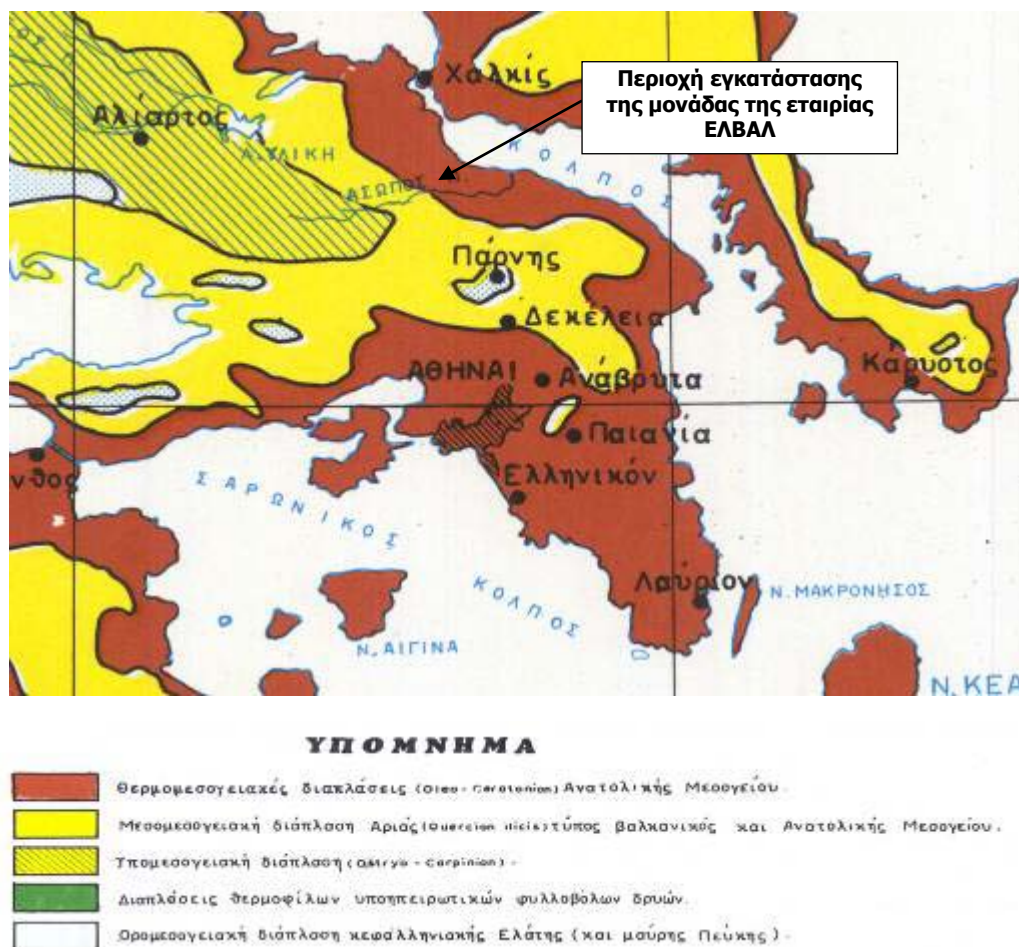 Χαλκίς
Περιοχή εγκατάστασης
της μονάδας της εταιρίας
ΕΛΒΑΛ
Αλίαρτος
Λ.ΥΛΙΚΗ
ΚΟΛΠΟΣ
ΑΣΩΠΟΣ
Πάρνης
Δεκέλεια
ΑΘΗΝΑΙ
Ανάβρυτα
Κάρυστος
Παιανία
Ελληνικόν
ΣΑΡΩΝΙΚΟΣ
ΚΟΛΠΟΣ
Λαύριον
Ν.ΜΑΚΡΟΝΗΣΟΣ
Ν.ΑΙΓΙΝΑ
Ν.ΚΕΑ
ΥΠΟΜΝΗΜΑ
Θερμομεσογειακές διαπλάσεις (Oleo-Ceratonion) Ανατολικής Μεσογείου.
Μεσομεσογειακή διάπλαση Αριάς (Quercion ilicis) τύπος βαλκανικός και Ανατολικής Μεσογείου.
Υπομεσογειακή διάπλαση (Ostryo-Carpinion).
Διαπλάσεις θερμοφίλων υποηπειρωτικών φυλλοβόλων δρυών.
Ορομεσογειακή διάπλαση κεφαλληνιακής Ελάτης (και μαύρης Πεύκης).